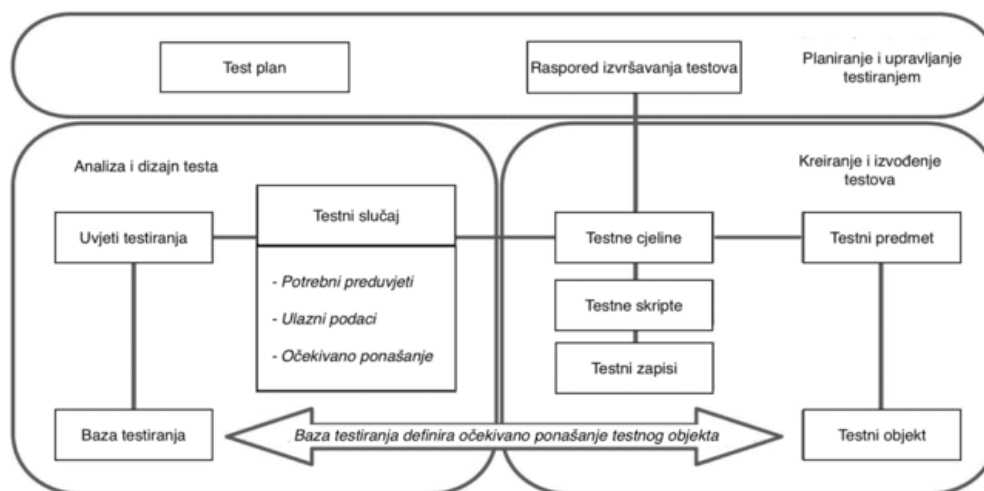 Test plan
Raspored izvršavanja testova
Planiranje i upravljanje
testiranjem
Analiza i dizajn testa
Kreiranje i izvođenje
testova
Testni slučaj
Uvjeti testiranja
Testne cjeline
Testni predmet
- Potrebni preduvjeti
- Ulazni podaci
- Očekivano ponašanje
Testne skripte
Testni zapisi
Baza testiranja
Baza testiranja definira očekivano ponašanje testnog objekta
Testni objekt